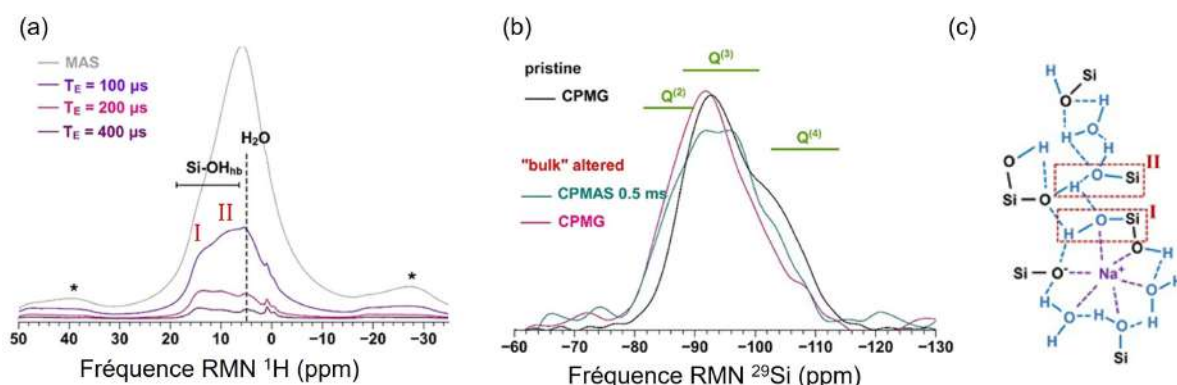 (a)
MAS
T_E = 100 µs
T_E = 200 µs
T_E = 400 µs
H₂O
Si-OH_hb
I
II
*
*
50 40 30 20 10 0 −10 −20 −30
Fréquence RMN ¹H (ppm)
(b)
pristine
CPMG
"bulk" altered
CPMAS 0.5 ms
CPMG
Q⁽³⁾
Q⁽²⁾
Q⁽⁴⁾
−60 −70 −80 −90 −100 −110 −120 −130
Fréquence RMN ²⁹Si (ppm)
(c)
H
Si
O
H
H
O
H
H
O
II
O
Si
Si
O
H
I
H
O
Si
O
H
Si
O⁻
Na⁺
H
H
O
H
O
H
H
O
H
H
Si